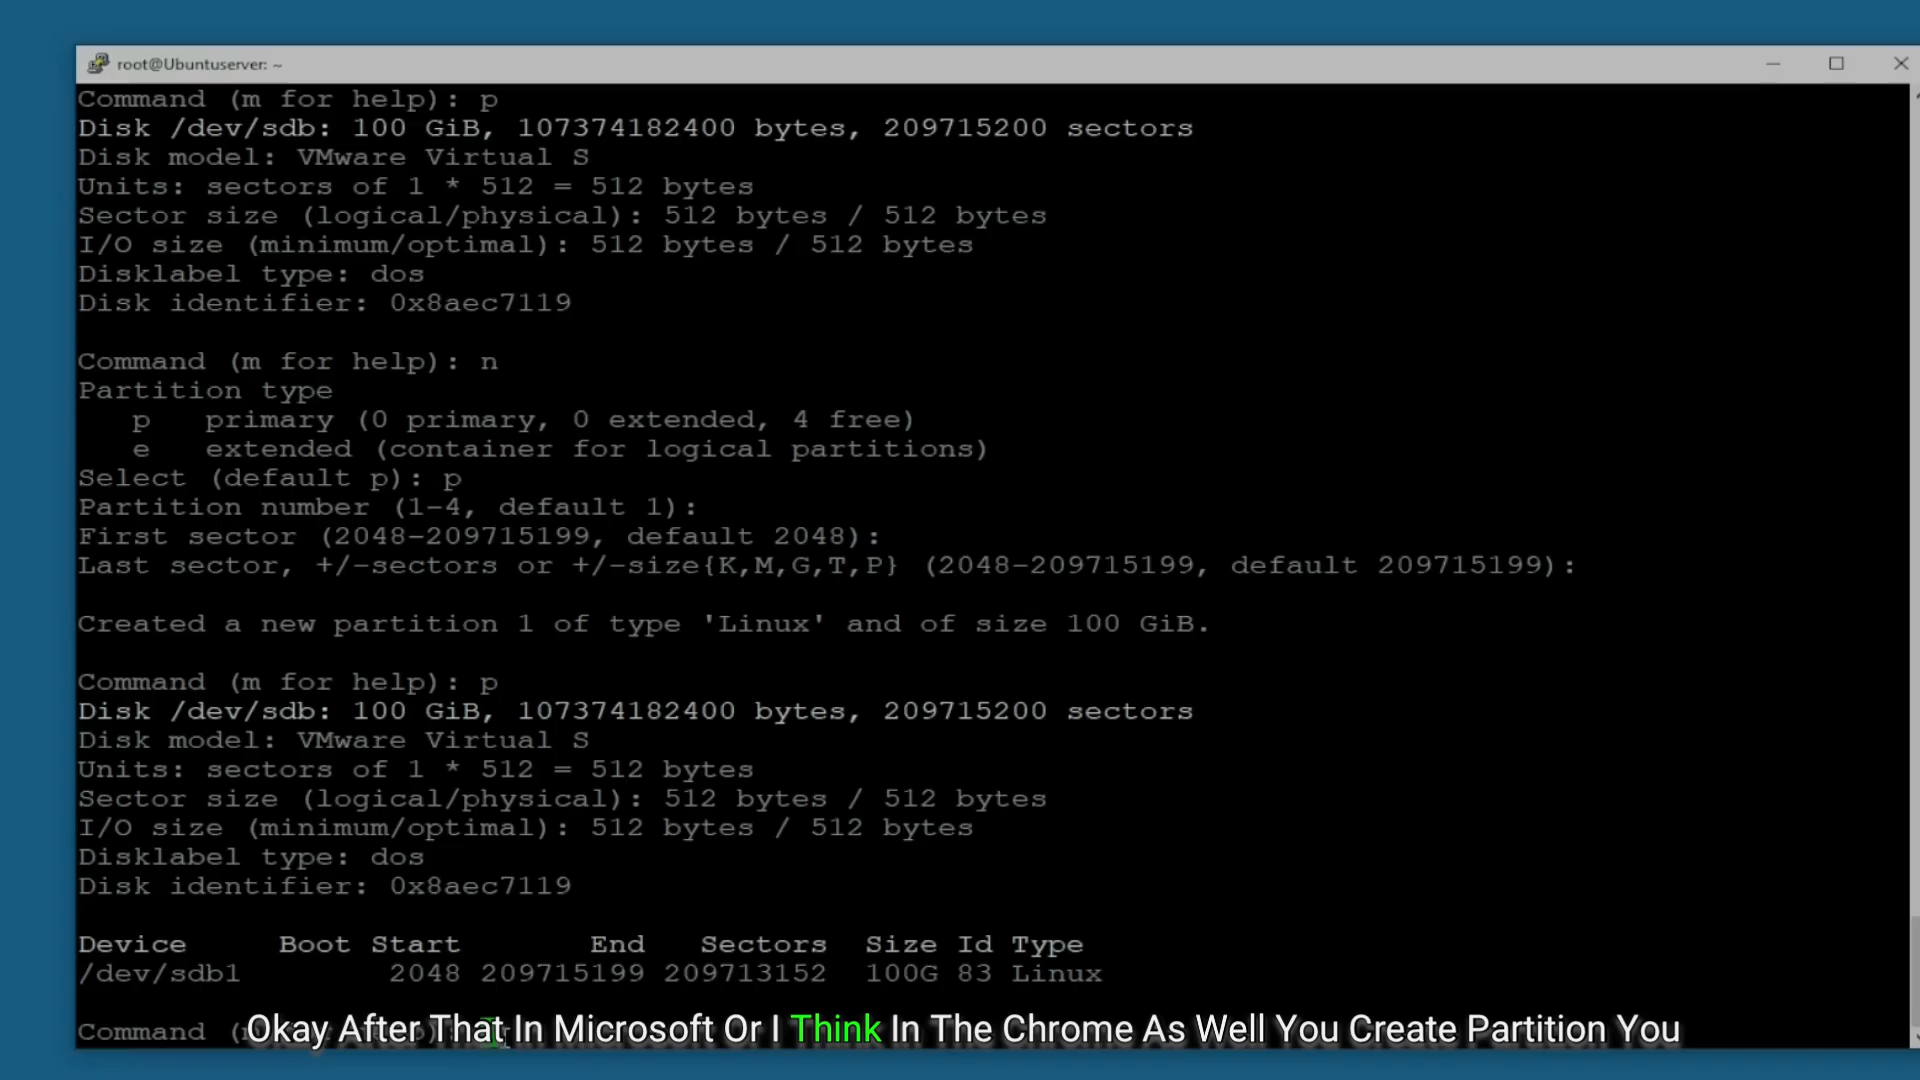 root@Ubuntuserver: ~
Command (m for help): p
Disk /dev/sdb: 100 GiB, 107374182400 bytes, 209715200 sectors
Disk model: VMware Virtual S
Units: sectors of 1 * 512 = 512 bytes
Sector size (logical/physical): 512 bytes / 512 bytes
I/O size (minimum/optimal): 512 bytes / 512 bytes
Disklabel type: dos
Disk identifier: 0x8aec7119
Command (m for help): n
Partition type
p primary (0 primary, 0 extended, 4 free)
e extended (container for logical partitions)
Select (default p): p
Partition number (1-4, default 1):
First sector (2048-209715199, default 2048):
Last sector, +/-sectors or +/-size{K,M,G,T,P} (2048-209715199, default 209715199):
Created a new partition 1 of type 'Linux' and of size 100 GiB.
Command (m for help): p
Disk /dev/sdb: 100 GiB, 107374182400 bytes, 209715200 sectors
Disk model: VMware Virtual S
Units: sectors of 1 * 512 = 512 bytes
Sector size (logical/physical): 512 bytes / 512 bytes
I/O size (minimum/optimal): 512 bytes / 512 bytes
Disklabel type: dos
Disk identifier: 0x8aec7119
Device Boot Start End Sectors Size Id Type
/dev/sdb1 2048 209715199 209713152 100G 83 Linux
Command
Okay After That In Microsoft Or I Think In The Chrome As Well You Create Partition You